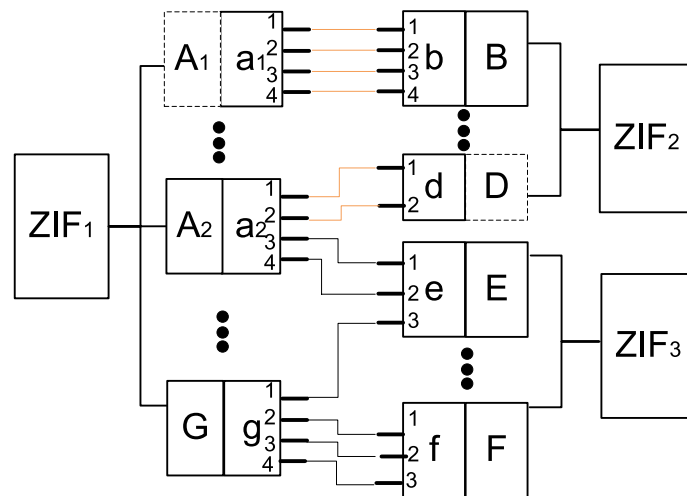 A1 a1 1 2 3 4
1 2 3 4 b B
ZIF2
ZIF1
A2 a2 1 2 3 4
1 2 d D
1 2 3 e E
ZIF3
G g 1 2 3 4
1 2 3 f F